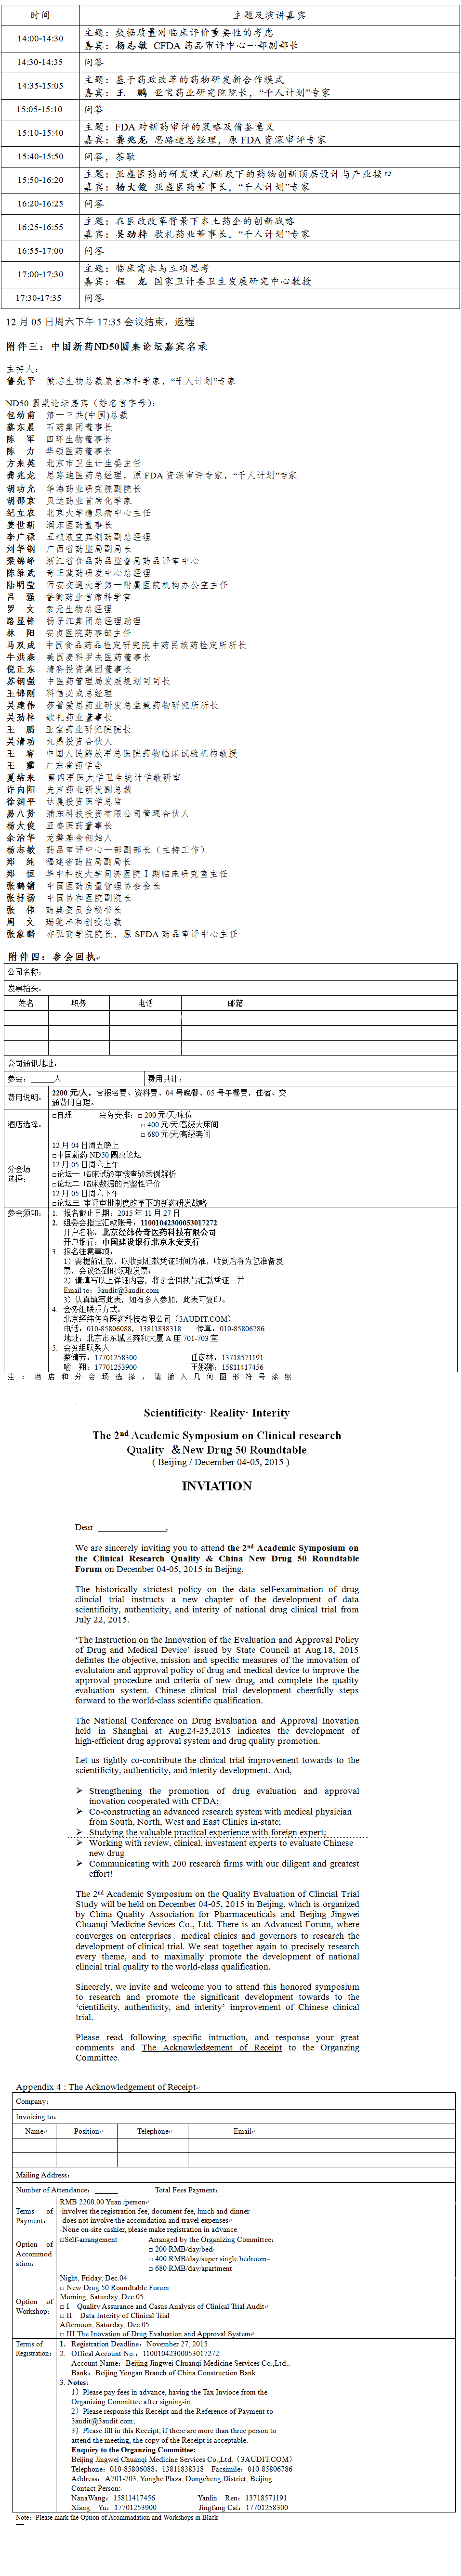 时间 主题及演讲嘉宾
14:00-14:30 主题：数据质量对临床评价重要性的考虑
嘉宾：杨志敏 CFDA 药品审评中心一部副部长
14:30-14:35 问答
14:35-15:05 主题：基于药政改革的药物研发新合作模式
嘉宾：王 鹏 亚宝药业研究院院长，“千人计划”专家
15:05-15:10 问答
15:10-15:40 主题：FDA 对新药审评的策略及借鉴意义
嘉宾：龚兆龙 思路迪总经理，原 FDA 资深审评专家
15:40-15:50 问答，茶歇
15:50-16:20 主题：亚盛医药的研发模式/新政下的药物创新顶层设计与产业接口
嘉宾：杨大俊 亚盛医药董事长，“千人计划”专家
16:20-16:25 问答
16:25-16:55 主题：在医政改革背景下本土药企的创新战略
嘉宾：吴劲梓 歌礼药业董事长，“千人计划”专家
16:55-17:00 问答
17:00-17:30 主题：临床需求与立项思考
嘉宾：程 龙 国家卫计委卫生发展研究中心教授
17:30-17:35 问答
12 月 05 日周六下午 17:35 会议结束，返程
附件三：中国新药ND50圆桌论坛嘉宾名录
主持人：
鲁先平 微芯生物总裁兼首席科学家，“千人计划”专家
ND50 圆桌论坛嘉宾（姓名首字母）：
包幼甫 第一三共(中国)总裁
蔡东晨 石药集团董事长
陈 军 四环生物董事长
陈 力 华领医药董事长
方来英 北京市卫生计生委主任
龚兆龙 思路迪医药总经理，原 FDA 资深审评专家，“千人计划”专家
胡功允 华海药业研究院副院长
胡邵京 贝达药业首席化学家
纪立农 北京大学糖尿病中心主任
姜世新 润东医药董事长
李广禄 五粮液宜宾制药副总经理
刘华钢 广西省药监局副局长
梁锦峰 浙江省食品药品监督局药品评审中心
陈维武 奇正藏药研发中心总经理
陆明莹 西安交通大学第一附属医院机构办公室主任
吕 强 誉衡药业首席科学官
罗 文 索元生物总经理
路显锋 扬子江集团总经理助理
林 阳 安贞医院药事部主任
马双成 中国食品药品检定研究院中药民族药检定所所长
牛洪森 美国麦科罗夫医药董事长
倪正东 清科投资集团董事长
苏钢强 中医药管理局发展规划司司长
王锦刚 科信必成总经理
吴建伟 莎普爱思药业研发总监兼药物研究所所长
吴劲梓 歌礼药业董事长
王 鹏 亚宝药业研究院院长
吴清功 九鼎投资合伙人
王 睿 中国人民解放军总医院药物临床试验机构教授
王 霆 广东省药学会
夏结来 第四军医大学卫生统计学教研室
许向阳 先声药业研发副总裁
徐渊平 达晨投资医学总监
易八贤 浦东科技投资有限公司管理合伙人
杨大俊 亚盛医药董事长
余治华 龙磐基金创始人
杨志敏 药品审评中心一部副部长（主持工作）
郑 纯 福建省药监局副局长
郑 恒 华中科技大学同济医院 I 期临床研究室主任
张鹤镛 中国医药质量管理协会会长
张抒扬 中国协和医院副院长
张 伟 药典委员会秘书长
周 文 瑞驰丰和创投总裁
张象麟 亦弘商学院院长，原 SFDA 药品审评中心主任
附件四：参会回执
公司名称：
发票抬头：
姓名 职务 电话 邮箱
公司通讯地址：
参会：______人 费用共计：
费用说明： 2200 元/人，含报名费、资料费、04 号晚餐、05 号午餐费，住宿、交
通费用自理。
酒店选择： □自理 会务安排：□ 200 元/天/床位
□ 400 元/天/高级大床间
□ 680 元/天/高级套间
分会场
选择：
12 月 04 日周五晚上
□中国新药 ND50 圆桌论坛
12 月 05 日周六上午
□论坛一 临床试验审核查验案例解析
□论坛二 临床数据的完整性评价
12 月 05 日周六下午
□论坛三 审评审批制度改革下的新药研发战略
参会须知： 1. 报名截止日期：2015 年 11 月 27 日
2. 组委会指定汇款账号：11001042300053017272
开户名称：北京经纬传奇医药科技有限公司
开户银行：中国建设银行北京永安支行
3. 报名注意事项：
1）需提前汇款，以收到汇款凭证时间为准，收到后将为您准备发
票，会议签到时领取发票；
2）请填写以上详细内容，将参会回执与汇款凭证一并
Email to：3audit@3audit.com
3）认真填写此表，如有多人参加，此表可复印。
4. 会务组联系方式：
北京经纬传奇医药科技有限公司（3AUDIT.COM）
电话：010-85806088，13811838318 传真：010-85806786
地址：北京市东城区雍和大厦 A 座 701-703 室
5. 会务组联系人
蔡靖芳：17701258300 任彦林：13718571191
喻 翔：17701253900 王娜娜：15811417456
注：酒店和分会场选择，请插入几何图形符号涂黑
Scientificity· Reality· Interity
The 2nd Academic Symposium on Clinical research
Quality & New Drug 50 Roundtable
( Beijing / December 04-05, 2015 )
INVIATION
Dear ________________,
We are sincerely inviting you to attend the 2nd Academic Symposium on
the Clinical Research Quality & China New Drug 50 Roundtable
Forum on December 04-05, 2015 in Beijing.
The historically strictest policy on the data self-examination of drug
clincial trial instructs a new chapter of the development of data
scientificity, authenticity, and interity of national drug clinical trial from
July 22, 2015.
‘The Instruction on the Innovation of the Evaluation and Approval Policy
of Drug and Medical Device’ issued by State Council at Aug.18, 2015
defintes the objective, mission and specific measures of the innovation of
evalutaion and approval policy of drug and medical device to improve the
approval procedure and criteria of new drug, and complete the quality
evaluation system. Chinese clinical trial development cheerfully steps
forward to the world-class scientific qualification.
The National Conference on Drug Evaluation and Approval Inovation
held in Shanghai at Aug.24-25,2015 indicates the development of
high-efficient drug approval system and drug quality promotion.
Let us tightly co-contribute the clinical trial improvement towards to the
scientificity, authenticity, and interity development. And,
➢ Strengthening the promotion of drug evaluation and approval
inovation cooperated with CFDA;
➢ Co-constructing an advanced research system with medical physician
from South, North, West and East Clinics in-state;
➢ Studying the valuable practical experience with foreign expert;
➢ Working with review, clinical, investment experts to evaluate Chinese
new drug
➢ Communicating with 200 research firms with our diligent and greatest
effort!
The 2nd Academic Symposium on the Quality Evaluation of Clincial Trial
Study will be held on December 04-05, 2015 in Beijing, which is organized
by China Quality Association for Pharmaceuticals and Beijing Jingwei
Chuanqi Medicine Sevices Co., Ltd. There is an Advanced Forum, where
converges on enterprises、medical clinics and governors to research the
development of clinical trial. We seat together again to precisely research
every theme, and to maximally promote the development of national
clincial trial quality to the world-class qualification.
Sincerely, we invite and welcome you to attend this honored symposium
to research and promote the significant development towards to the
‘cientificity, authenticity, and interity’ improvement of Chinese clinical
trial.
Please read following specific intruction, and response your great
comments and The Acknowledgement of Receipt to the Organzing
Committee.
Appendix 4 : The Acknowledgement of Receipt
Company:
Invoicing to:
Name Position Telephone Email
Mailing Address:
Number of Attendance: ______ Total Fees Payment:
Terms of
Payment:
RMB 2200.00 Yuan /person
-involves the registration fee, document fee, lunch and dinner
-does not involve the accomdation and travel expenses
-None on-site cashier, please make registration in advance
Option of
Accommod
ation:
□Self-arrangement Arranged by the Organizing Committee:
□ 200 RMB/day/bed
□ 400 RMB/day/super single bedroom
□ 680 RMB/day/apartment
Option of
Workshop:
Night, Friday, Dec.04
□ New Drug 50 Roundtable Forum
Morning, Saturday, Dec.05
□ I Quality Assurance and Casus Analysis of Clinical Trial Audit
□ II Data Interity of Clinical Trial
Afternoon, Saturday, Dec.05
□ III The Inovation of Drug Evaluation and Approval System
Terms of
Registration:
1. Registration Deadline: November 27, 2015
2. Offical Account No.: 11001042300053017272
Account Name: Beijing Jingwei Chuanqi Medicine Services Co.,Ltd..
Bank: Beijing Yongan Branch of China Construction Bank
3. Notes:
1）Please pay fees in advance, having the Tax Invioce from the
Organizing Committee after signing-in;
2）Please response this Receipt and the Reference of Payment to
3audit@3audit.com;
3）Please fill in this Receipt, if there are more than three person to
attend the meeting, the copy of the Receipt is acceptable.
Enquiry to the Organzing Committee:
Beijing Jingwei Chuanqi Medicine Services Co.,Ltd.（3AUDIT.COM）
Telephone: 010-85806088, 13811838318 Facsimile: 010-85806786
Address: A701-703, Yonghe Plaza, Dongcheng District, Beijing
Contact Person:
NanaWang: 15811417456 Yanlin Ren: 13718571191
Xiang Yu: 17701253900 Jingfang Cai: 17701258300
Note: Please mark the Option of Acommadation and Workshops in Black